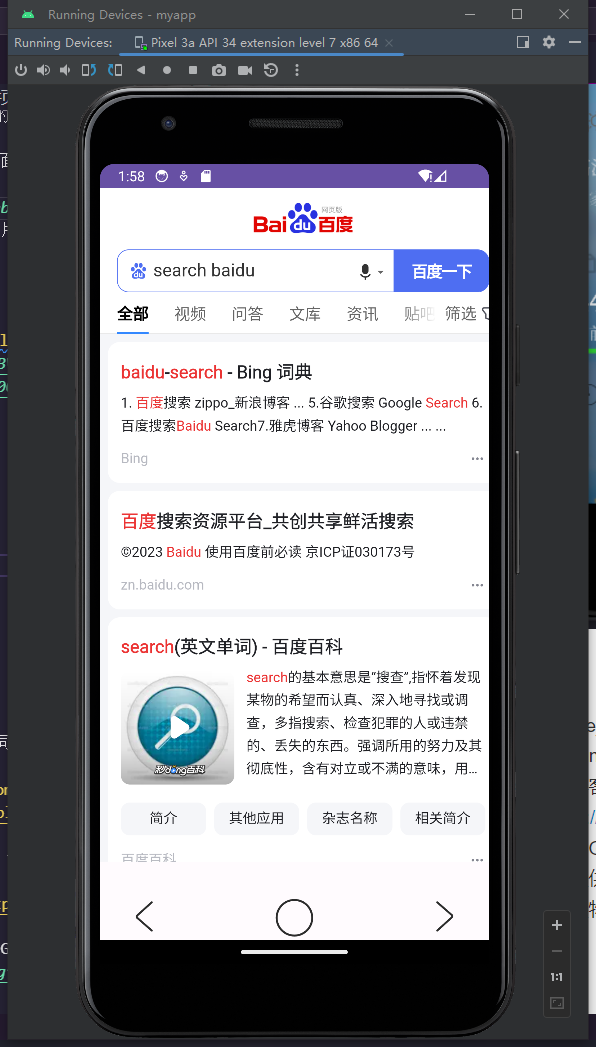 Running Devices - myapp
Running Devices:
Pixel 3a API 34 extension level 7 x86 64
1:58
网页版
Bai du 百度
search baidu
百度一下
全部 视频 问答 文库 资讯 贴吧 筛选
baidu-search - Bing 词典
1. 百度搜索 zippo_新浪博客 ... 5.谷歌搜索 Google Search 6.
百度搜索Baidu Search7.雅虎博客 Yahoo Blogger ... ...
Bing
百度搜索资源平台_共创共享鲜活搜索
©2023 Baidu 使用百度前必读 京ICP证030173号
zn.baidu.com
search(英文单词) - 百度百科
search的基本意思是“搜查”,指怀着发现
某物的希望而认真、深入地寻找或调
查，多指搜索、检查犯罪的人或违禁
的、丢失的东西。强调所用的努力及其
彻底性，含有对立或不满的意味，用...
秒dǒng百科
简介 其他应用 杂志名称 相关简介
百度百科
1:1